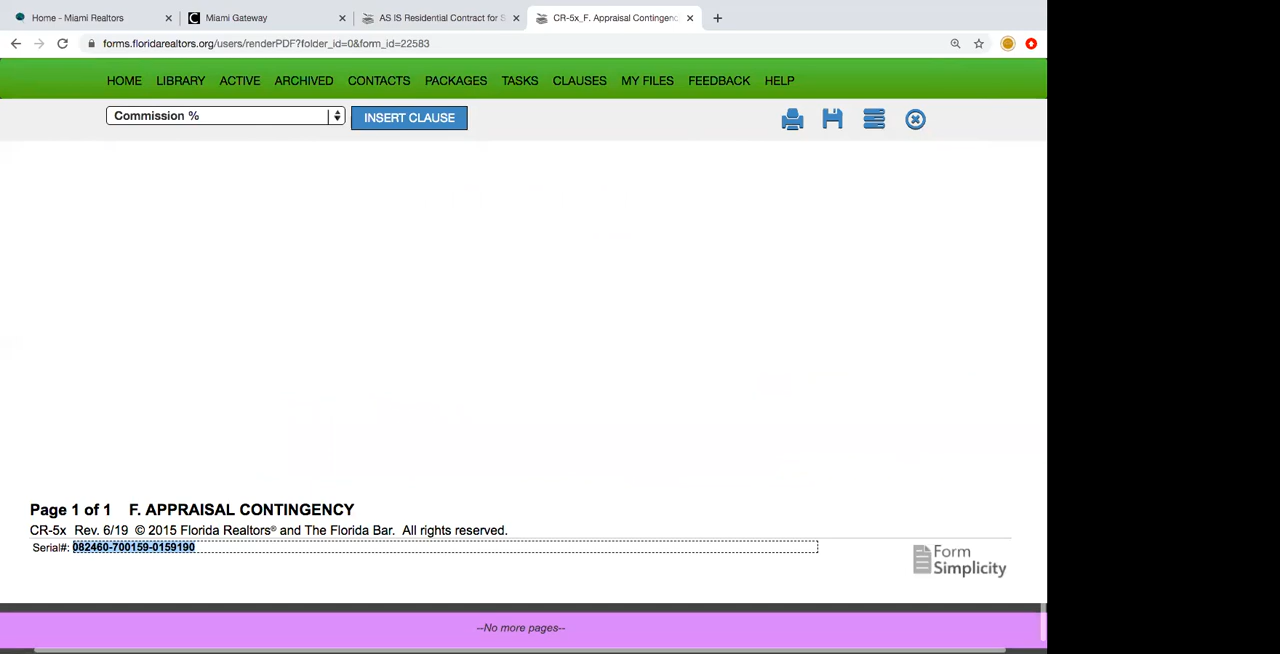 Home - Miami Realtors
Miami Gateway
AS IS Residential Contract for S
CR-5x_F. Appraisal Contingenc
forms.floridarealtors.org/users/renderPDF?folder_id=0&form_id=22583
HOME LIBRARY ACTIVE ARCHIVED CONTACTS PACKAGES TASKS CLAUSES MY FILES FEEDBACK HELP
Commission %
INSERT CLAUSE
Page 1 of 1 F. APPRAISAL CONTINGENCY
CR-5x Rev. 6/19 © 2015 Florida Realtors® and The Florida Bar. All rights reserved.
Serial#: 082460-700159-0159190
Form
Simplicity
--No more pages--